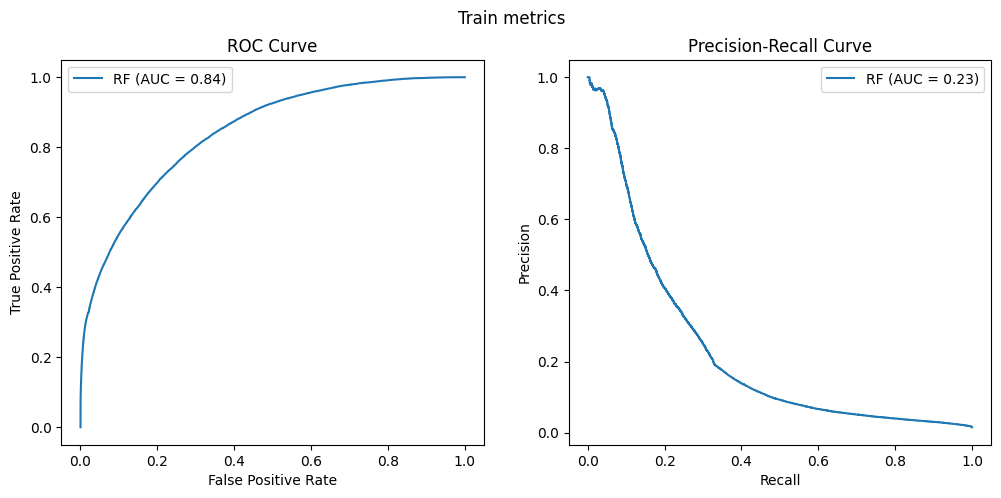 Train metrics
ROC Curve
RF (AUC = 0.84)
True Positive Rate
1.0
0.8
0.6
0.4
0.2
0.0
0.0 0.2 0.4 0.6 0.8 1.0
False Positive Rate
Precision-Recall Curve
RF (AUC = 0.23)
Precision
1.0
0.8
0.6
0.4
0.2
0.0
0.0 0.2 0.4 0.6 0.8 1.0
Recall